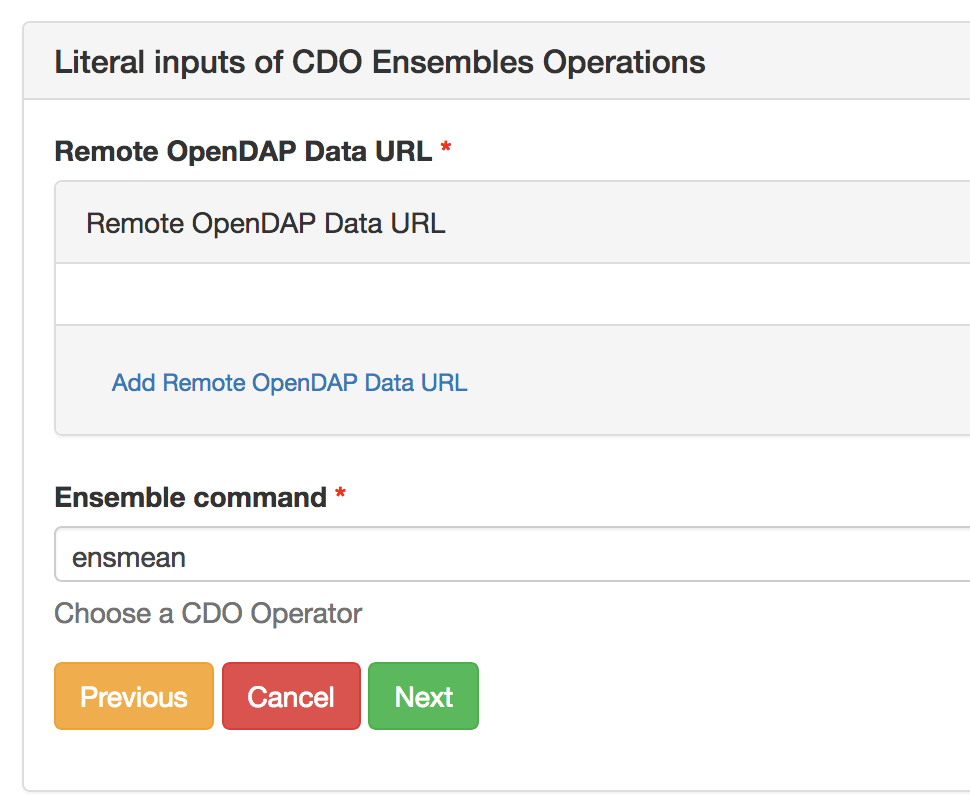 Literal inputs of CDO Ensembles Operations
Remote OpenDAP Data URL *
Remote OpenDAP Data URL
Add Remote OpenDAP Data URL
Ensemble command *
ensmean
Choose a CDO Operator
Previous Cancel Next